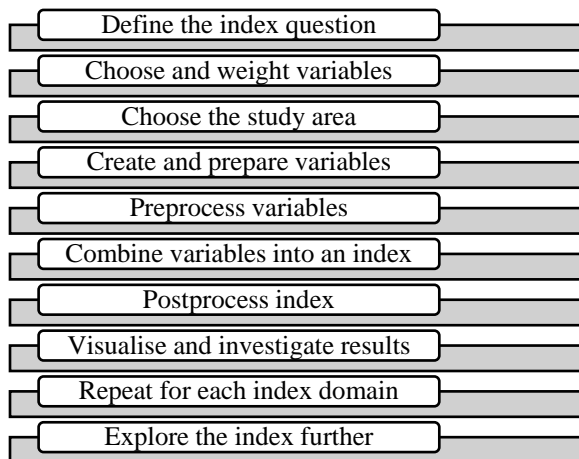 Define the index question
Choose and weight variables
Choose the study area
Create and prepare variables
Preprocess variables
Combine variables into an index
Postprocess index
Visualise and investigate results
Repeat for each index domain
Explore the index further